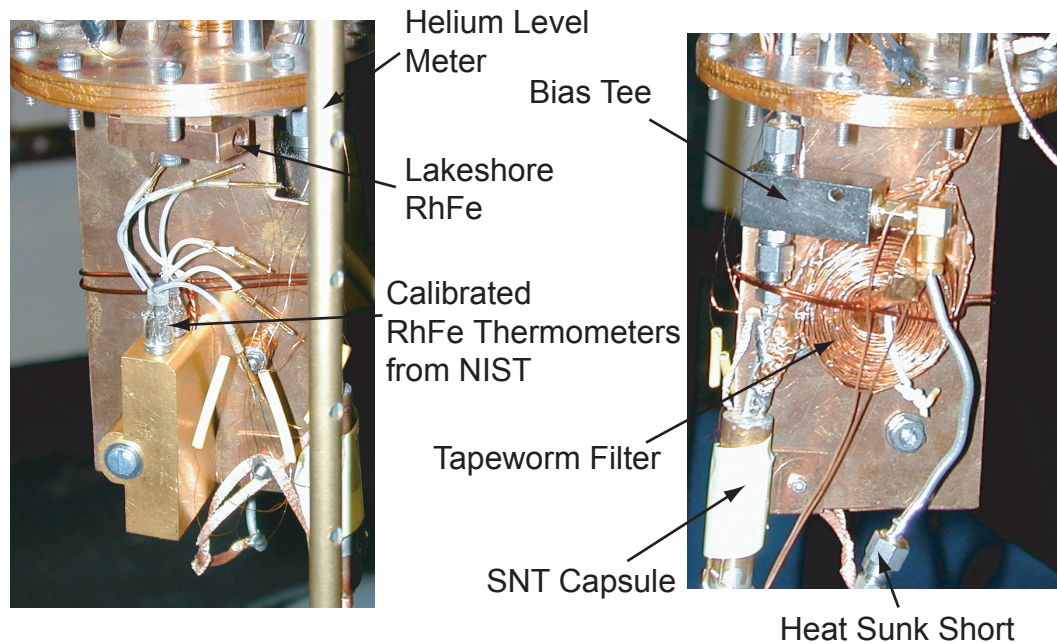 Helium Level
Meter
Bias Tee
Lakeshore
RhFe
Calibrated
RhFe Thermometers
from NIST
Tapeworm Filter
SNT Capsule
Heat Sunk Short